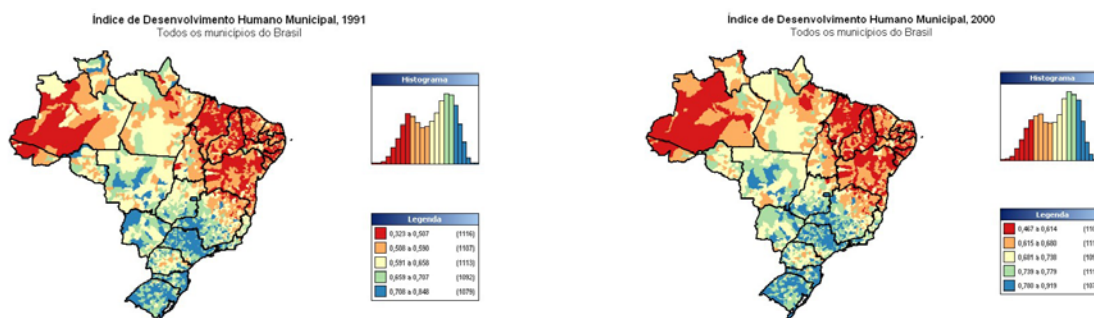 Índice de Desenvolvimento Humano Municipal, 1991
Todos os municípios do Brasil
Histograma
Legenda
0,323 a 0,507 (1116)
0,508 a 0,590 (1107)
0,591 a 0,658 (1113)
0,659 a 0,707 (1092)
0,708 a 0,848 (1079)
Índice de Desenvolvimento Humano Municipal, 2000
Todos os municípios do Brasil
Histograma
Legenda
0,467 a 0,614
0,615 a 0,680
0,681 a 0,738
0,739 a 0,779
0,780 a 0,919